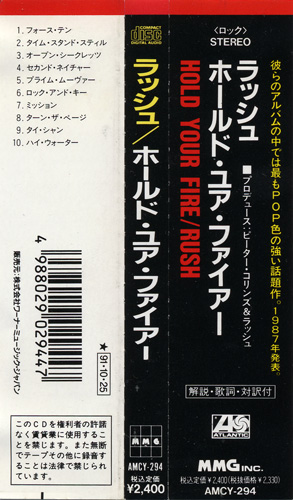 1.フォース・テン
2.タイム・スタンド・スティル
3.オープン・シークレッツ
4.セカンド・ネイチャー
5.プライム・ムーヴァー
6.ロック・アンド・キー
7.ミッション
8.ターン・ザ・ページ
9.タイ・シャン
10.ハイ・ウォーター
4 988029 029447
販売元:株式会社ワーナーミュージック・ジャパン
★ '91・10・25
このCDを権利者の許諾
なく賃貸業に使用するこ
とを禁じます。また無断
でテープその他に録音す
ることは法律で禁じられ
ています。
COMPACT
disc
DIGITAL AUDIO
ラッシュ/ホールド・ユア・ファイアー
MMG
AMCY-294
税込定価
¥2,400
〈ロック〉
STEREO
彼らのアルバムの中では最もPOP色の強い話題作。1987年発表。
ラッシュ
ホールド・ユア・ファイアー
HOLD YOUR FIRE/RUSH
■プロデュース:ピーター・コリンズ&ラッシュ
解説・歌詞・対訳付
ATLANTIC
MMG INC.
税込定価¥2,400(税抜価格¥2,330)
AMCY-294